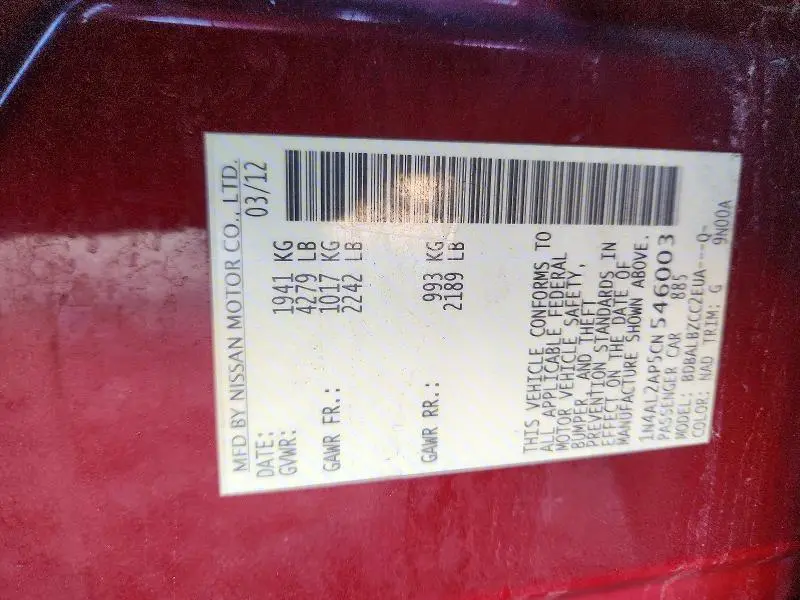 MFD BY NISSAN MOTOR CO., LTD.
DATE: 03/12
GVWR: 1941 KG
4279 LB
GAWR FR.: 1017 KG
2242 LB
GAWR RR.: 993 KG
2189 LB
THIS VEHICLE CONFORMS TO
ALL APPLICABLE FEDERAL
MOTOR VEHICLE SAFETY,
BUMPER, AND THEFT
PREVENTION STANDARDS IN
EFFECT ON THE DATE OF
MANUFACTURE SHOWN ABOVE.
1N4AL2AP5CN546003
PASSENGER CAR 885
MODEL: BDBALBZCC2EUA---Q-
COLOR: NAD TRIM: G 9N00A